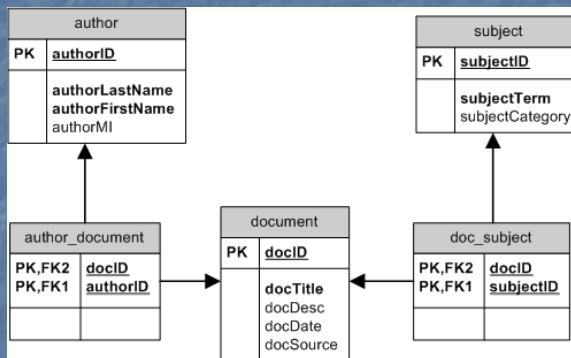 author
PK authorID
authorLastName
authorFirstName
authorMI
subject
PK subjectID
subjectTerm
subjectCategory
author_document
PK,FK2 docID
PK,FK1 authorID
document
PK docID
docTitle
docDesc
docDate
docSource
doc_subject
PK,FK2 docID
PK,FK1 subjectID